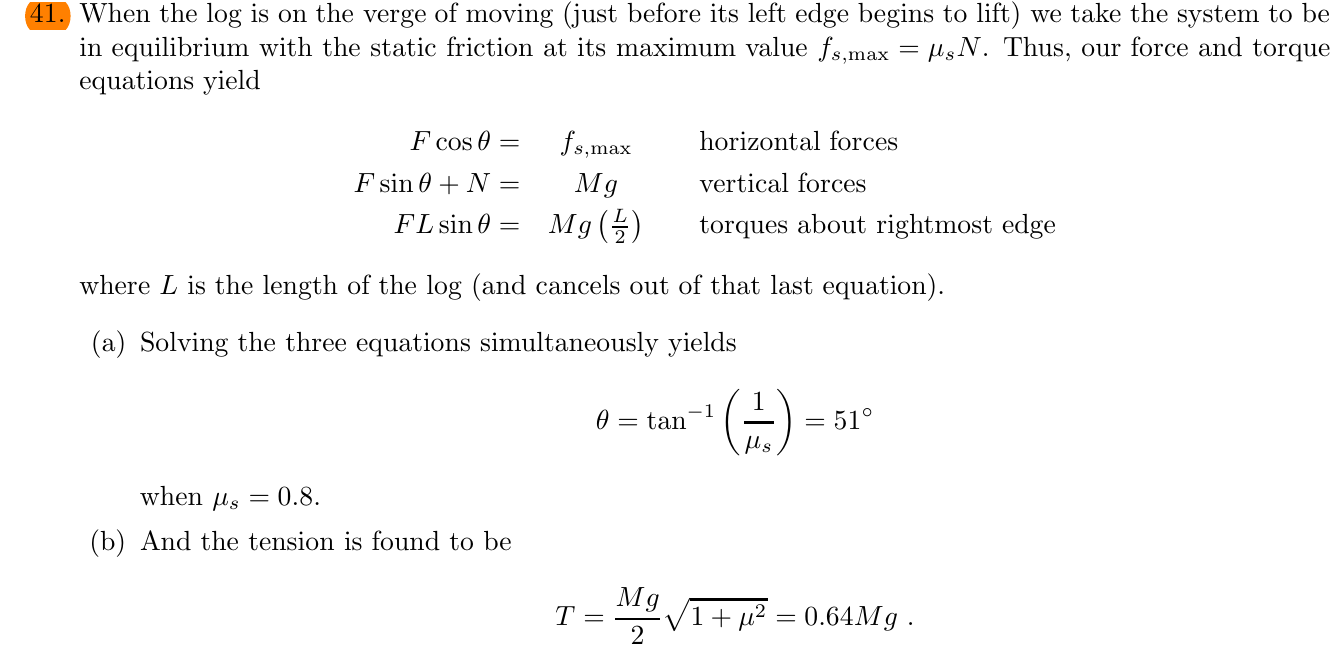 41. When the log is on the verge of moving (just before its left edge begins to lift) we take the system to be
in equilibrium with the static friction at its maximum value f_{s,max} = μ_s N. Thus, our force and torque
equations yield
F cos θ = f_{s,max} horizontal forces
F sin θ + N = Mg vertical forces
FL sin θ = Mg (L/2) torques about rightmost edge
where L is the length of the log (and cancels out of that last equation).
(a) Solving the three equations simultaneously yields
θ = tan⁻¹ (1/μ_s) = 51°
when μ_s = 0.8.
(b) And the tension is found to be
T = Mg/2 √(1 + μ²) = 0.64Mg .